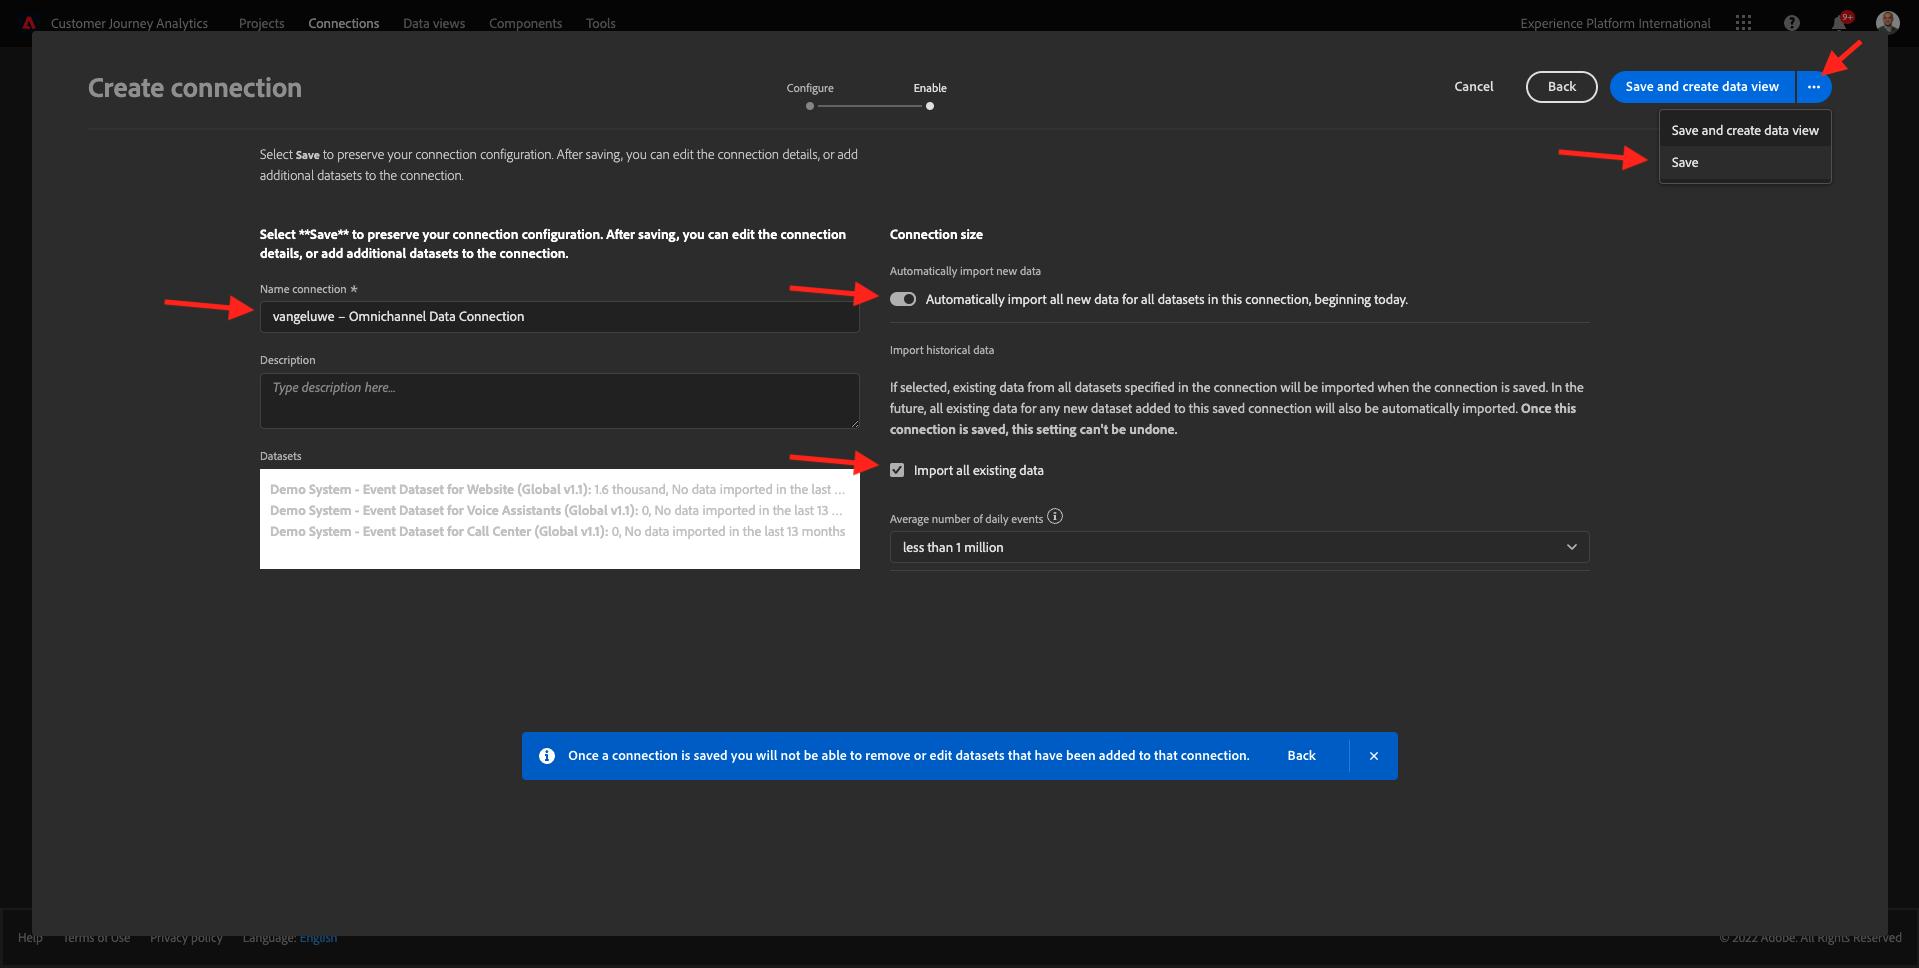 Customer Journey Analytics Projects Connections Data views Components Tools Experience Platform International 9+
Create connection
Configure Enable
Cancel Back Save and create data view ...
Save and create data view
Save
Select Save to preserve your connection configuration. After saving, you can edit the connection details, or add
additional datasets to the connection.
Select **Save** to preserve your connection configuration. After saving, you can edit the connection
details, or add additional datasets to the connection.
Name connection *
vangeluwe – Omnichannel Data Connection
Description
Type description here...
Datasets
Demo System - Event Dataset for Website (Global v1.1): 1.6 thousand, No data imported in the last ...
Demo System - Event Dataset for Voice Assistants (Global v1.1): 0, No data imported in the last 13 ...
Demo System - Event Dataset for Call Center (Global v1.1): 0, No data imported in the last 13 months
Connection size
Automatically import new data
Automatically import all new data for all datasets in this connection, beginning today.
Import historical data
If selected, existing data from all datasets specified in the connection will be imported when the connection is saved. In the
future, all existing data for any new dataset added to this saved connection will also be automatically imported. Once this
connection is saved, this setting can't be undone.
Import all existing data
Average number of daily events
less than 1 million
Once a connection is saved you will not be able to remove or edit datasets that have been added to that connection. Back
Help Terms of Use Privacy policy Language: English © 2022 Adobe. All Rights Reserved